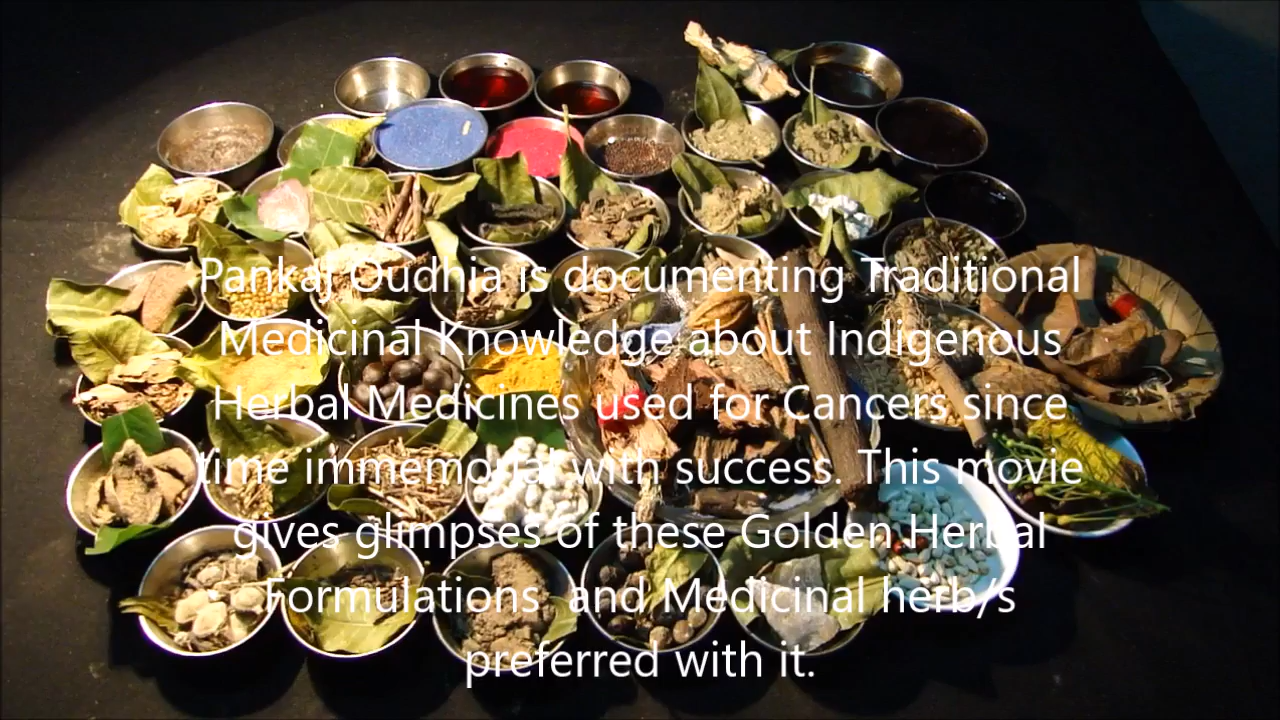 Pankaj Oudhia is documenting Traditional
Medicinal Knowledge about Indigenous
Herbal Medicines used for Cancers since
time immemorial with success. This movie
gives glimpses of these Golden Herbal
Formulations  and Medicinal herb/s
preferred with it.